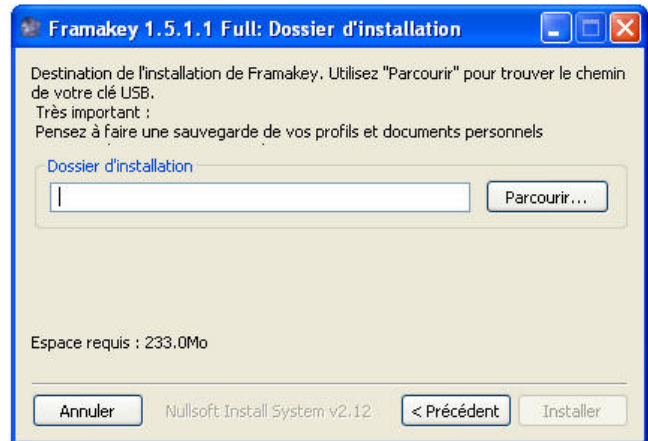 Framakey 1.5.1.1 Full: Dossier d'installation
Destination de l'installation de Framakey. Utilisez "Parcourir" pour trouver le chemin
de votre clé USB.
Très important :
Pensez à faire une sauvegarde de vos profils et documents personnels
Dossier d'installation
Parcourir...
Espace requis : 233.0Mo
Annuler
Nullsoft Install System v2.12
< Précédent
Installer